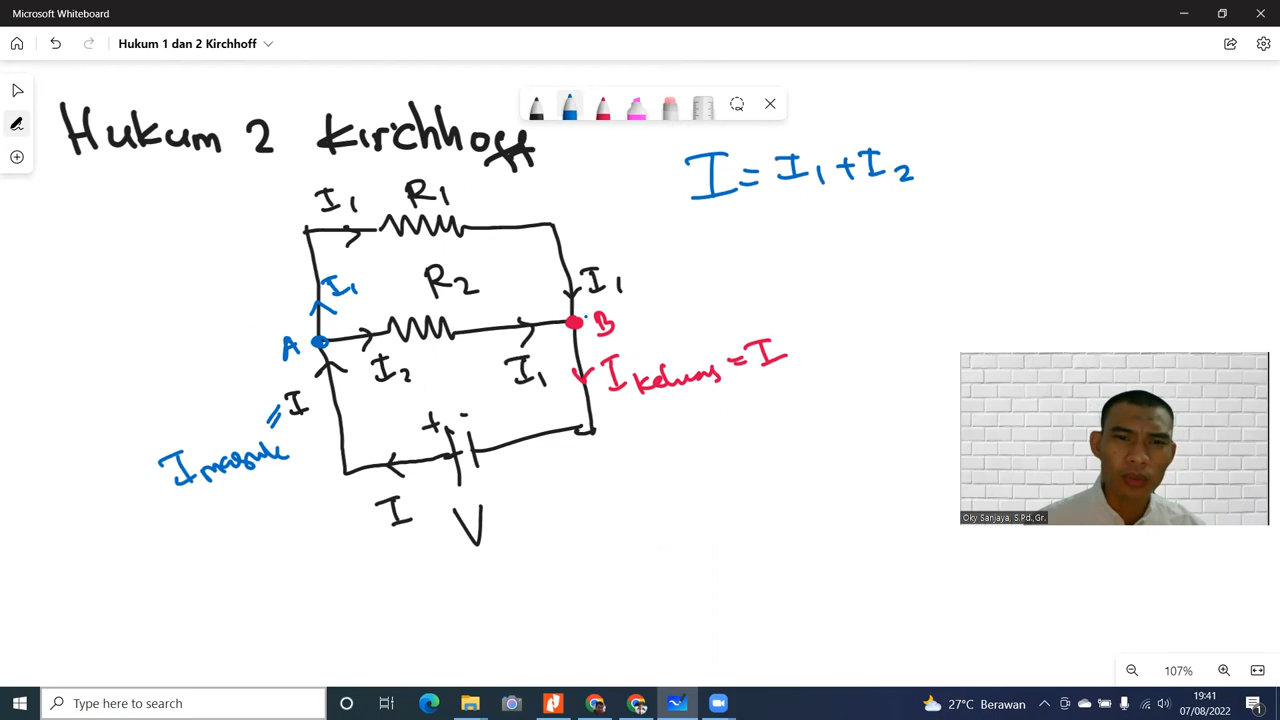 Microsoft Whiteboard
Hukum 1 dan 2 Kirchhoff
Hukum 2 Kirchhoff
I = I1 + I2
I1
R1
I1
I1
R2
A
B
I2
I1
I keluar = I
= I
I masuk
+ -
I
V
Oky Sanjaya, S.Pd.,Gr.
107%
Type here to search
27°C Berawan
19:41
07/08/2022
1